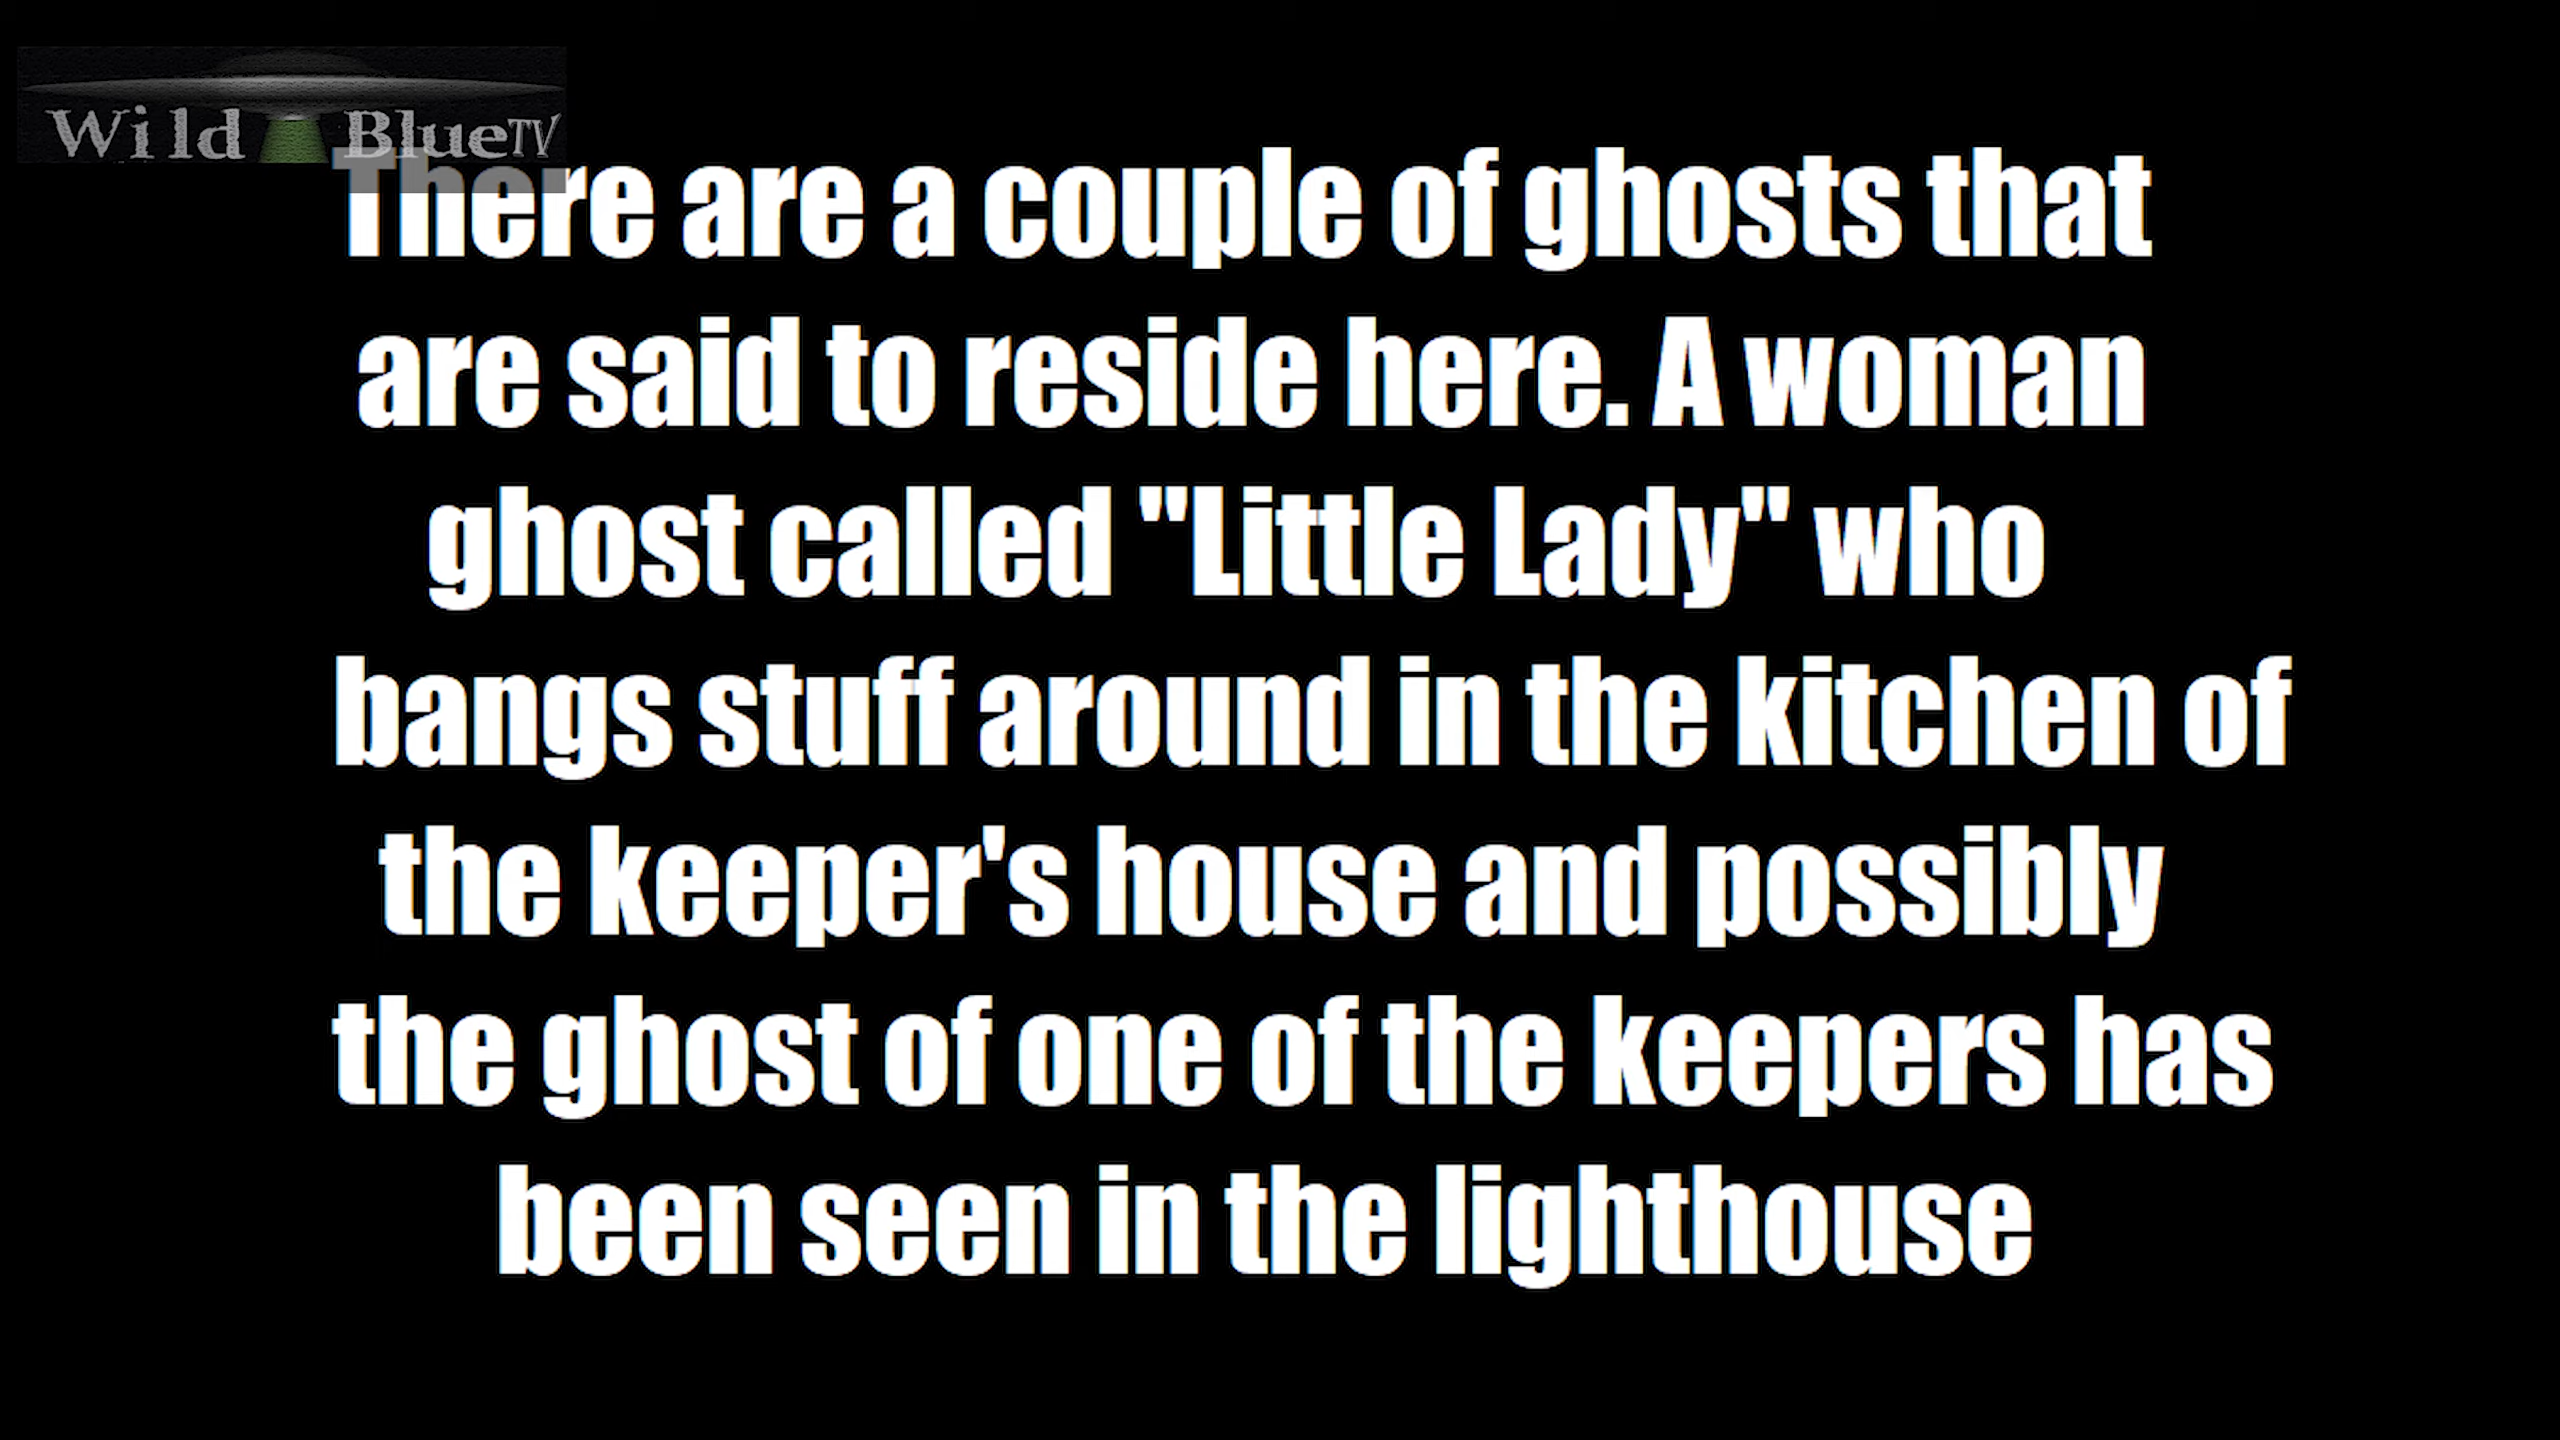 Wild BlueTV
There are a couple of ghosts that
are said to reside here. A woman
ghost called "Little Lady" who
bangs stuff around in the kitchen of
the keeper's house and possibly
the ghost of one of the keepers has
been seen in the lighthouse